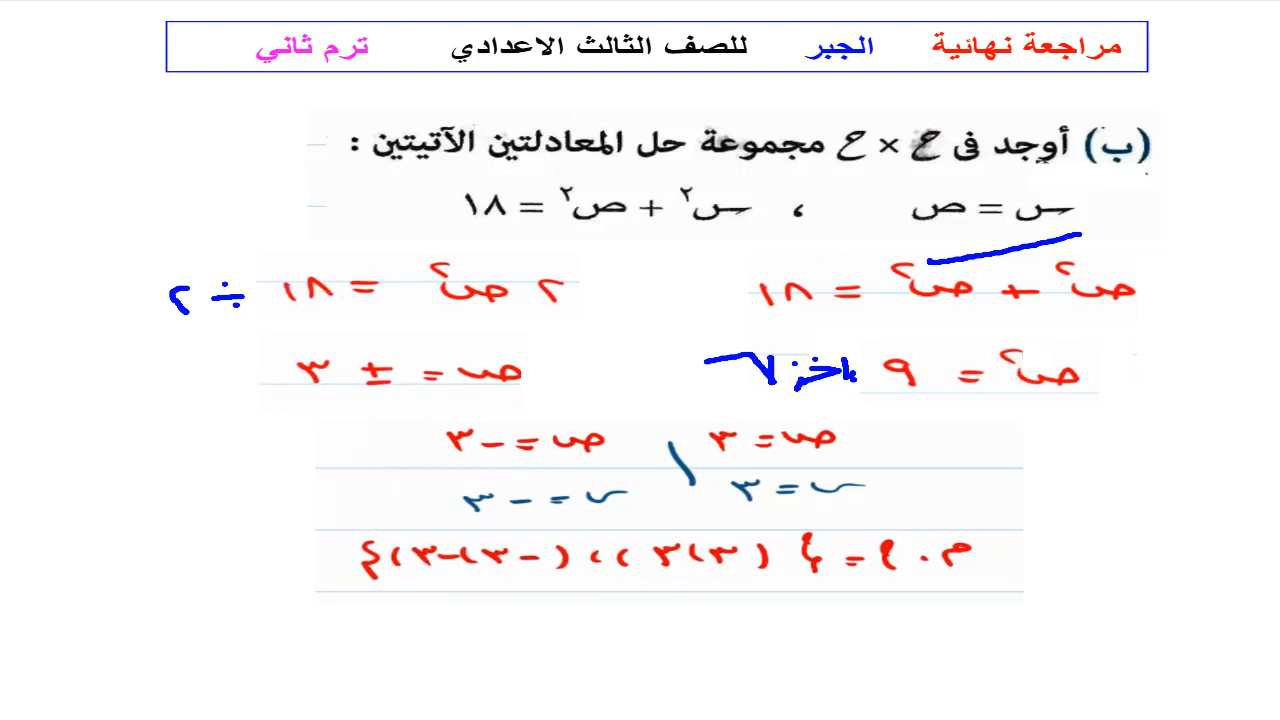 مراجعة نهائية الجبر للصف الثالث الاعدادي ترم ثاني
(ب) أوجد فى ع × ع مجموعة حل المعادلتين الآتيتين :
س = ص ، س٢ + ص٢ = ١٨
ص٢ + ص٢ = ١٨ ٢ ص٢ = ١٨ ÷ ٢
ص٢ = ٩ باخذ √ ص = ± ٣
ص = ٣ ص = -٣
س = ٣ س = -٣
م . ح = {(٣ ، ٣) ، (-٣ ، -٣)}